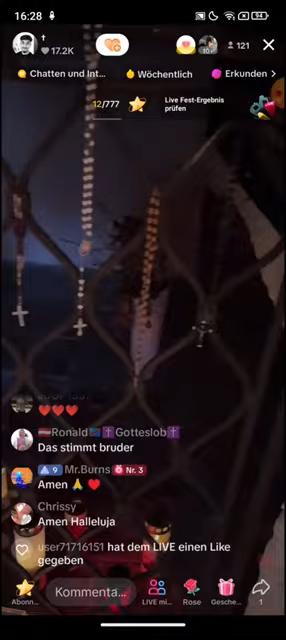 16:28
94
†
17.2K
10
121
Chatten und Int...
Wöchentlich
Erkunden
12/777
Live Fest-Ergebnis
prüfen
Ronald Gotteslob
Das stimmt bruder
9 Mr.Burns Nr. 3
Amen
Chrissy
Amen Halleluja
user71716151 hat dem LIVE einen Like
gegeben
Abonn...
Kommenta...
LIVE mi...
Rose
Gesche...
1